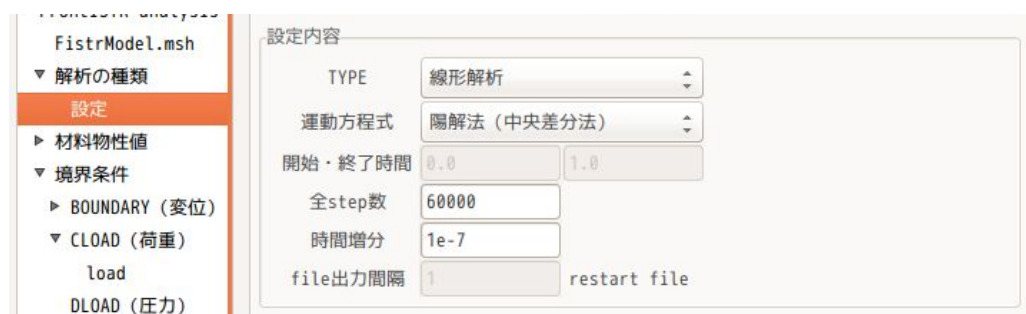 FistrModel.msh
▼ 解析の種類
設定
▶ 材料物性値
▼ 境界条件
▶ BOUNDARY (変位)
▼ CLOAD (荷重)
load
DLOAD (圧力)
設定内容
TYPE 線形解析
運動方程式 陽解法 (中央差分法)
開始・終了時間 0.0 1.0
全step数 60000
時間増分 1e-7
file出力間隔 1 restart file